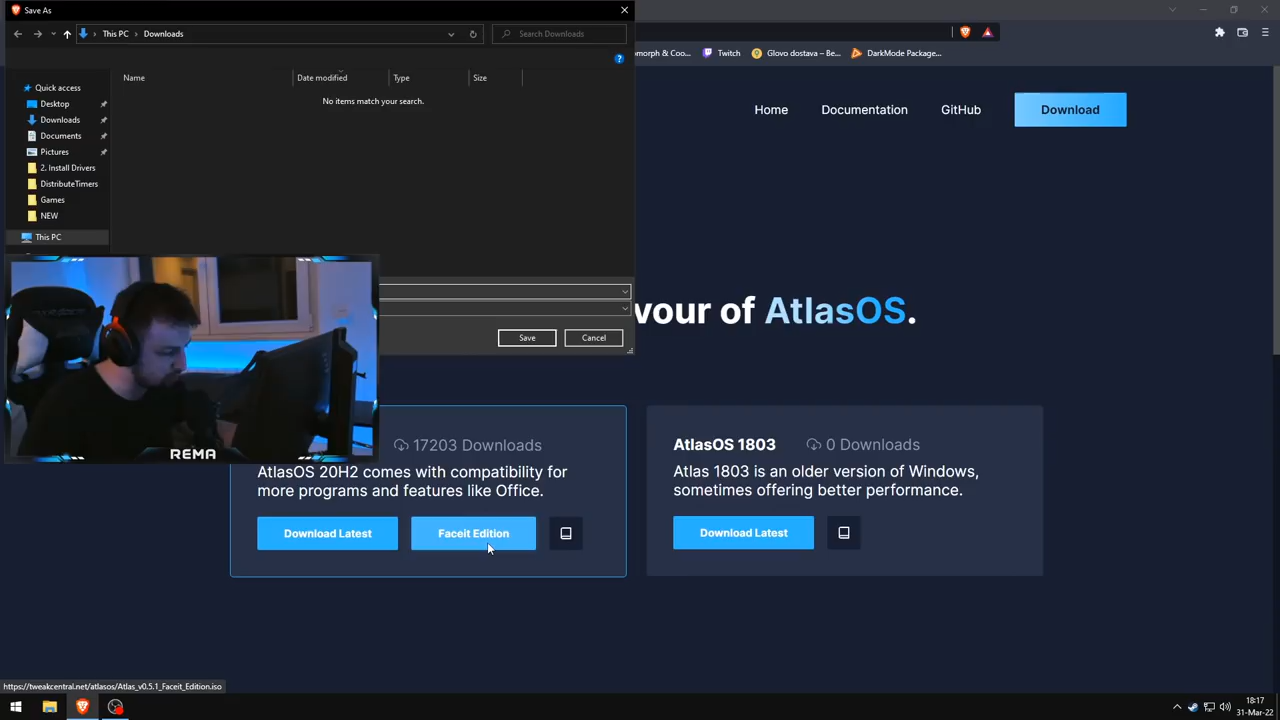 Save As
This PC
Downloads
Search Downloads
Name
Date modified
Type
Size
No items match your search.
Quick access
Desktop
Downloads
Documents
Pictures
2. Install Drivers
DistributeTimers
Games
NEW
This PC
Save
Cancel
omorph & Coo...
Twitch
Glovo dostava – Be...
DarkMode Package...
Home
Documentation
GitHub
Download
vour of AtlasOS.
REMA
17203 Downloads
AtlasOS 20H2 comes with compatibility for
more programs and features like Office.
Download Latest
Faceit Edition
AtlasOS 1803
0 Downloads
Atlas 1803 is an older version of Windows,
sometimes offering better performance.
Download Latest
https://tweakcentral.net/atlasos/Atlas_v0.5.1_Faceit_Edition.iso
18:17
31-Mar-22